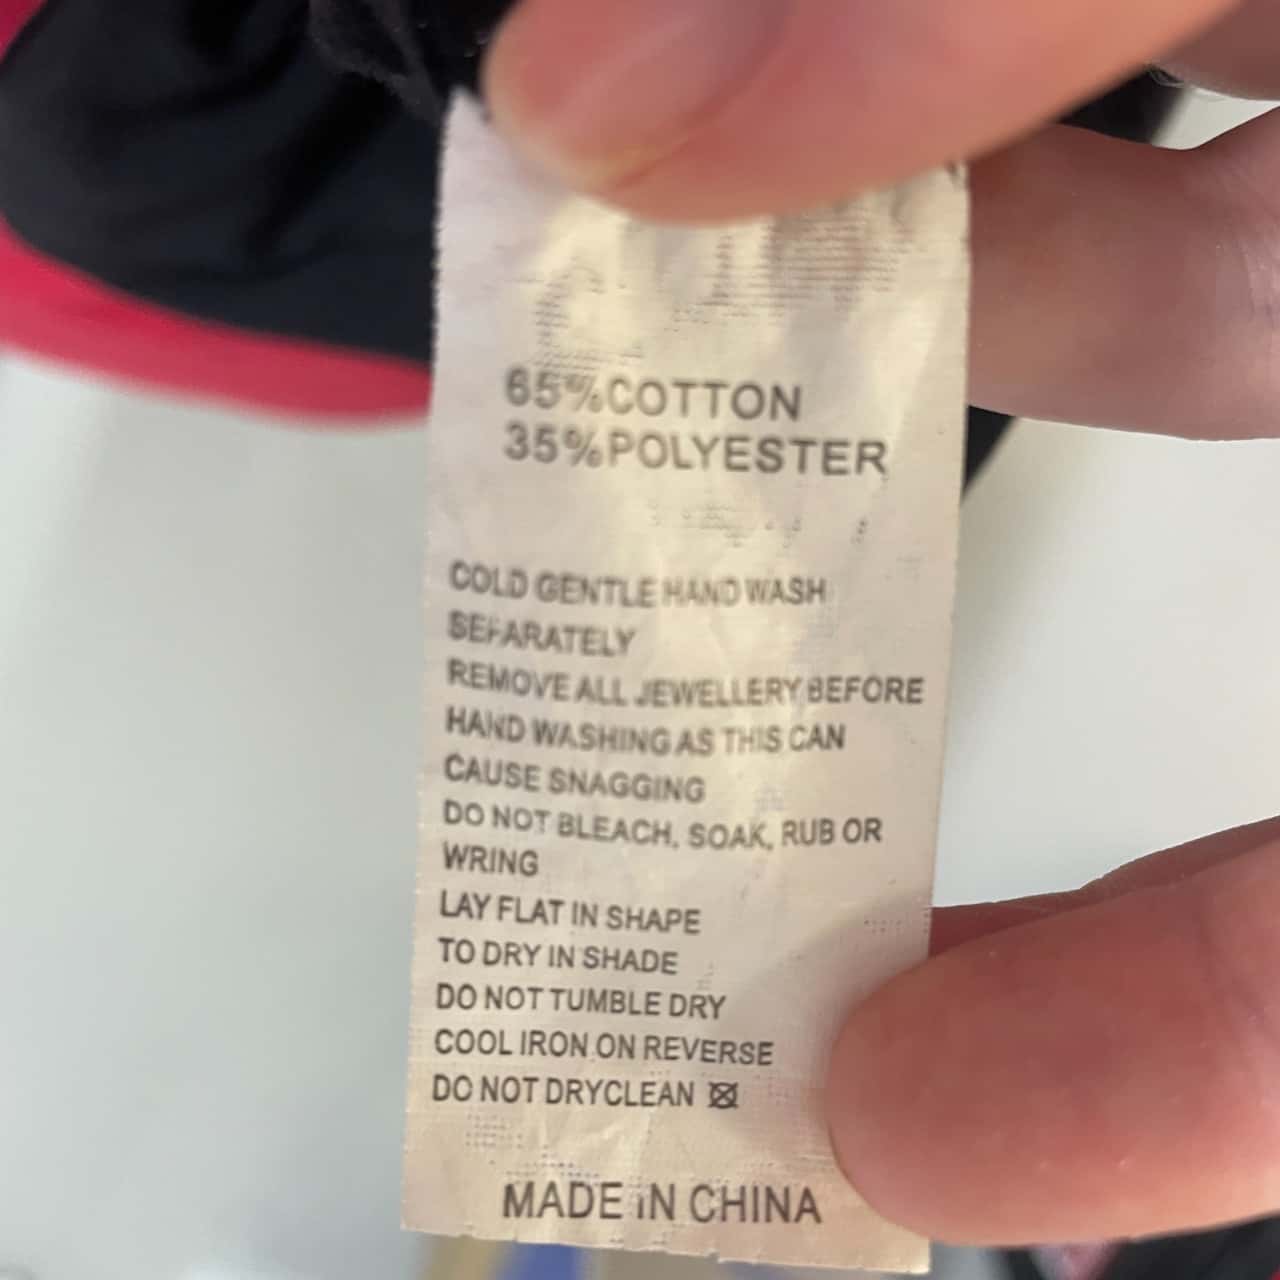 65%COTTON
35%POLYESTER
COLD GENTLE HAND WASH
SEPARATELY
REMOVE ALL JEWELLERY BEFORE
HAND WASHING AS THIS CAN
CAUSE SNAGGING
DO NOT BLEACH, SOAK, RUB OR
WRING
LAY FLAT IN SHAPE
TO DRY IN SHADE
DO NOT TUMBLE DRY
COOL IRON ON REVERSE
DO NOT DRYCLEAN
MADE IN CHINA